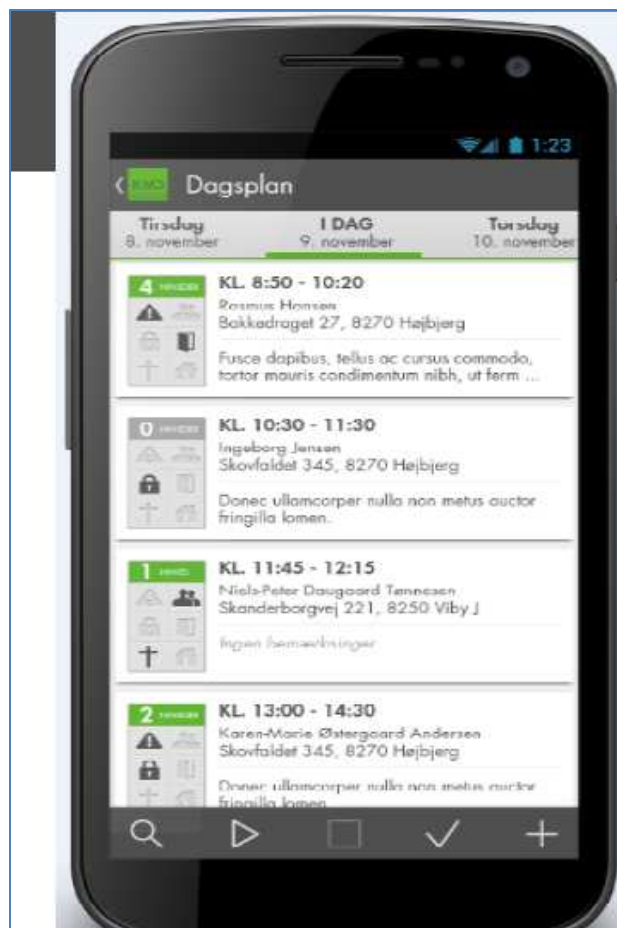 1:23
Dagsplan
Tirsdag
8. november
I DAG
9. november
Torsdag
10. november
4
KL. 8:50 - 10:20
Rasmus Hansen
Bakkedraget 27, 8270 Højbjerg
Fusce dapibus, tellus ac cursus commodo,
tortor mauris condimentum nibh, ut ferm ...
0
KL. 10:30 - 11:30
Ingeborg Jensen
Skovfaldet 345, 8270 Højbjerg
Donec ullamcorper nulla non metus auctor
fringilla lomen.
1
KL. 11:45 - 12:15
Niels-Peter Daugaard Tønnesen
Skanderborgvej 221, 8250 Viby J
Ingen bemærkninger
2
KL. 13:00 - 14:30
Karen-Marie Østergaard Andersen
Skovfaldet 345, 8270 Højbjerg
Donec ullamcorper nulla non metus auctor
fringilla lomen